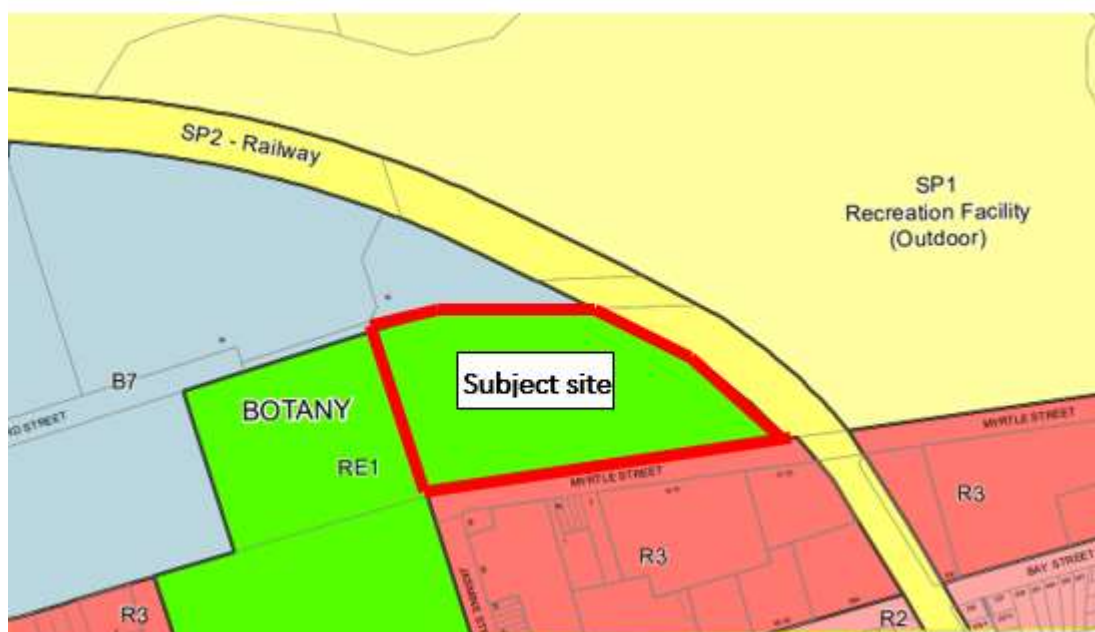 SP2 - Railway
SP1
Recreation Facility
(Outdoor)
Subject site
B7
BOTANY
RE1
STREET
MYRTLE STREET
MYRTLE STREET
R3
R3
BAY STREET
R3
R2